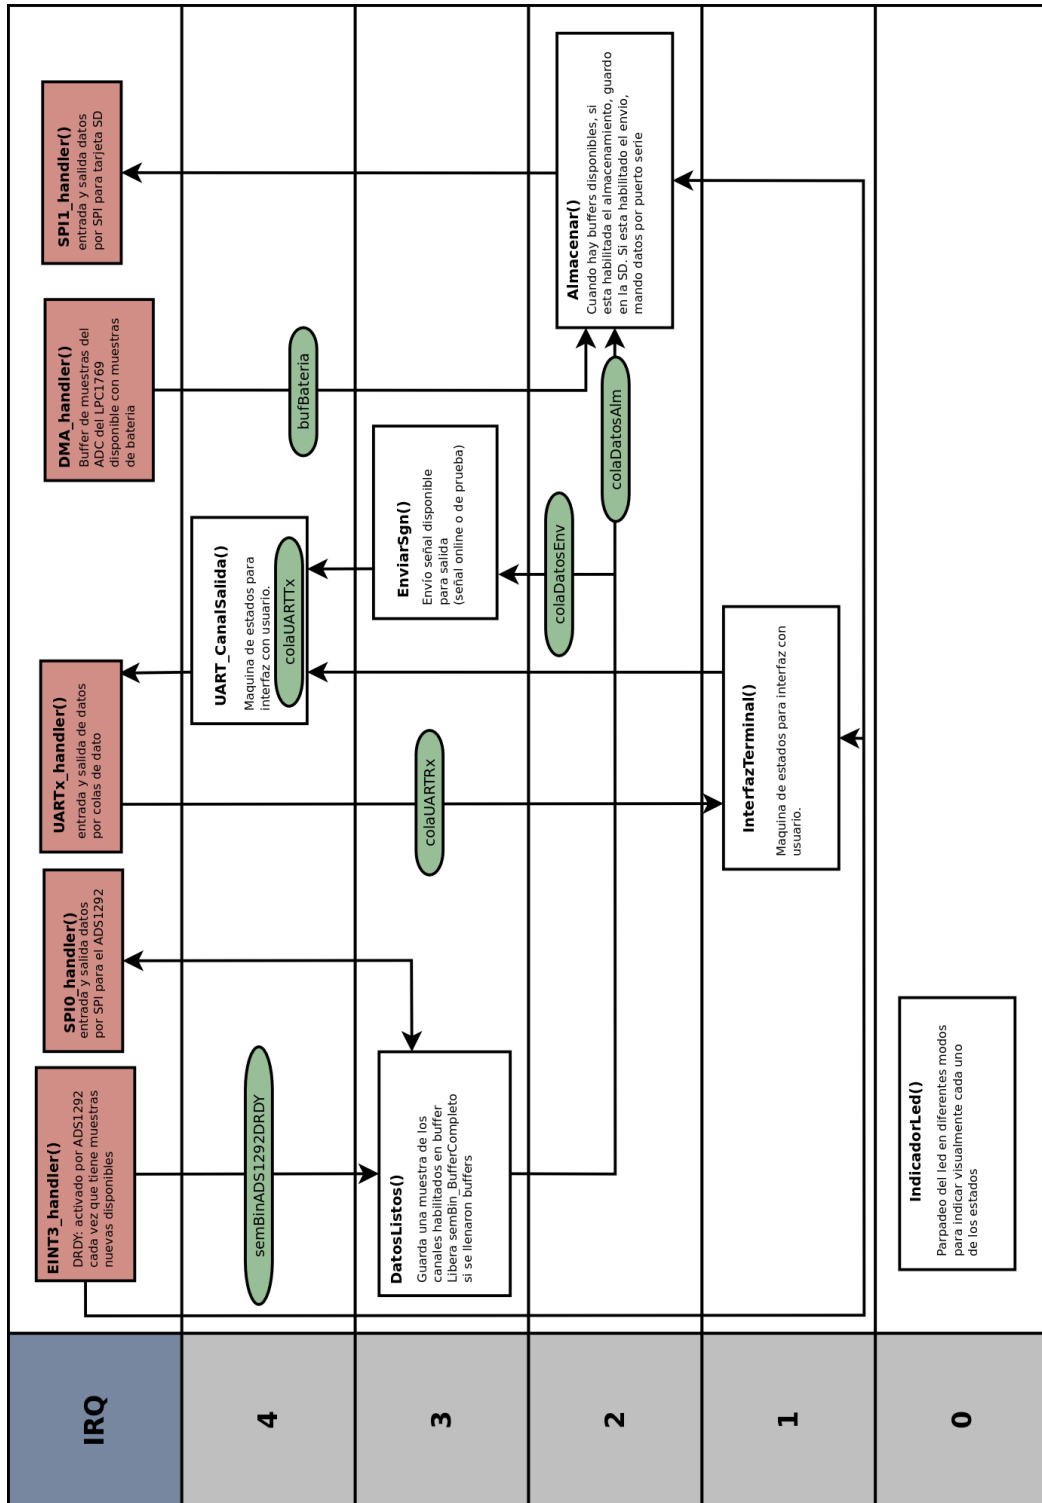 IRQ
EINT3_handler()
DRDY: activado por ADS1292
cada vez que tiene muestras
nuevas disponibles
SPI0_handler()
entrada y salida datos
por SPI para el ADS1292
UARTx_handler()
entrada y salida de datos
por colas de dato
DMA_handler()
Buffer de muestras del
ADC del LPC1769
disponible con muestras
de bateria
SPI1_handler()
entrada y salida datos
por SPI para tarjeta SD
4
semBinADS1292DRDY
UART_CanalSalida()
Maquina de estados para
interfaz con usuario.
colaUARTTx
bufBateria
3
DatosListos()
Guarda una muestra de los
canales habilitados en buffer
Libera semBin_BufferCompleto
si se llenaron buffers
colaUARTRx
EnviarSgn()
Envío señal disponible
para salida
(señal online o de prueba)
2
colaDatosEnv
colaDatosAlm
Almacenar()
Cuando hay buffers disponibles, si
esta habilitada el almacenamiento, guardo
en la SD. Si esta habilitado el envio,
mando datos por puerto serie
1
InterfazTerminal()
Maquina de estados para interfaz con
usuario.
0
IndicadorLed()
Parpadeo del led en diferentes modos
para indicar visualmente cada uno
de los estados